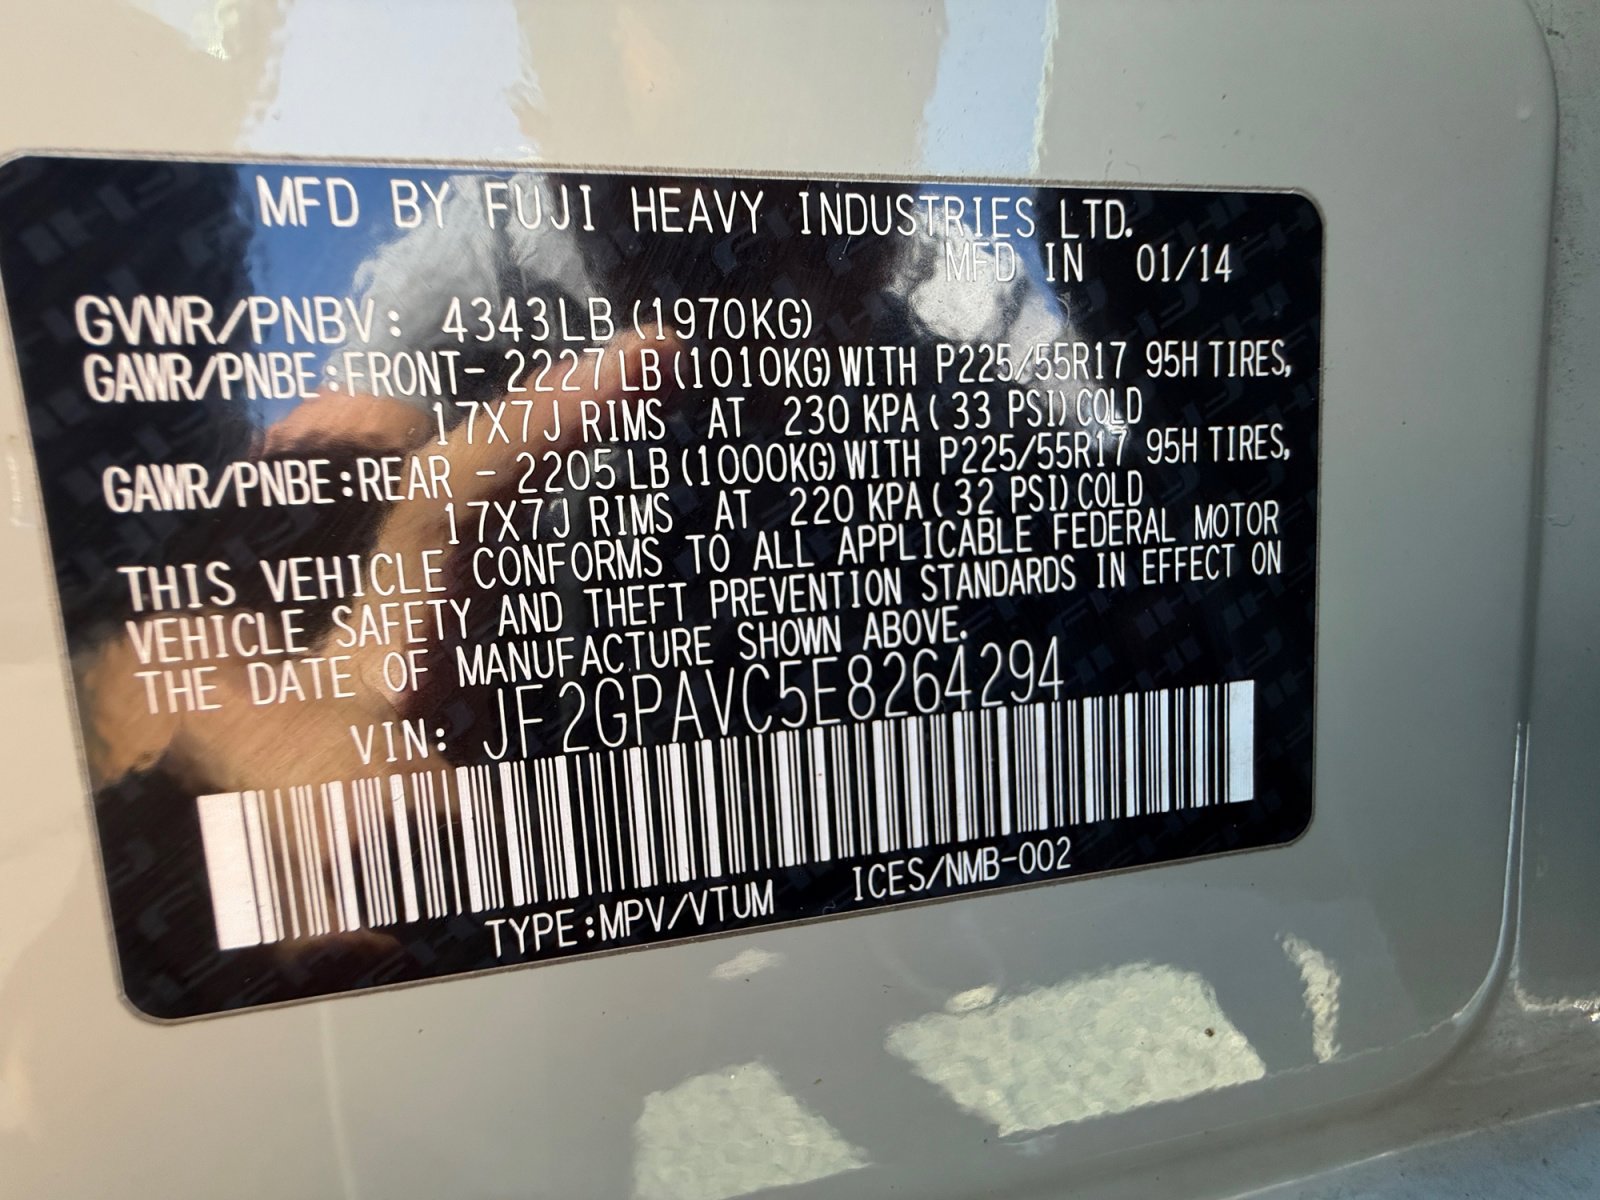 MFD BY FUJI HEAVY INDUSTRIES LTD.
MFD IN 01/14
GVWR/PNBV: 4343LB (1970KG)
GAWR/PNBE:FRONT- 2227LB (1010KG) WITH P225/55R17 95H TIRES,
17X7J RIMS AT 230 KPA ( 33 PSI) COLD
GAWR/PNBE:REAR - 2205LB (1000KG) WITH P225/55R17 95H TIRES,
17X7J RIMS AT 220 KPA ( 32 PSI) COLD
THIS VEHICLE CONFORMS TO ALL APPLICABLE FEDERAL MOTOR
VEHICLE SAFETY AND THEFT PREVENTION STANDARDS IN EFFECT ON
THE DATE OF MANUFACTURE SHOWN ABOVE.
VIN: JF2GPAVC5E8264294
TYPE:MPV/VTUM ICES/NMB-002